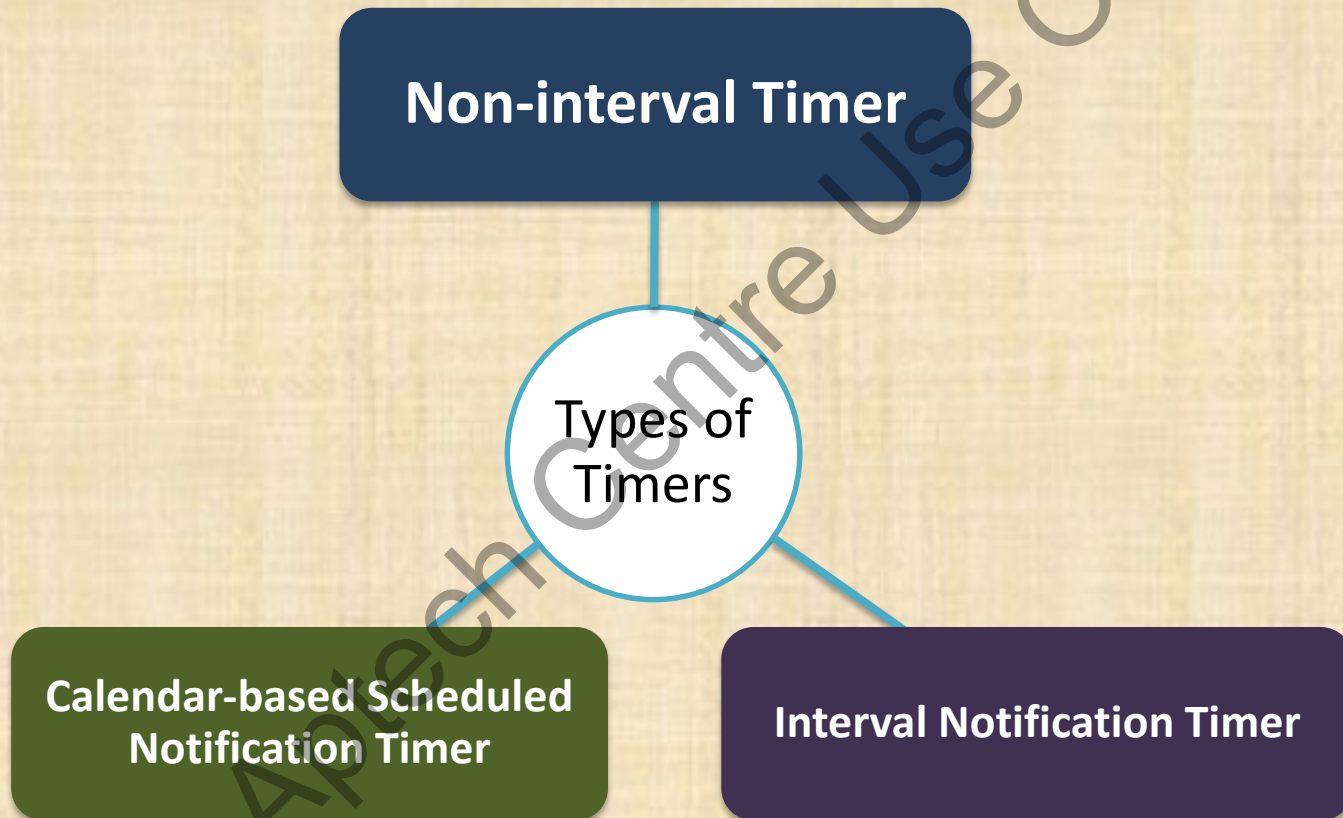 Non-interval Timer
Types of
Timers
Calendar-based Scheduled
Notification Timer
Interval Notification Timer
Aptech Centre Use O